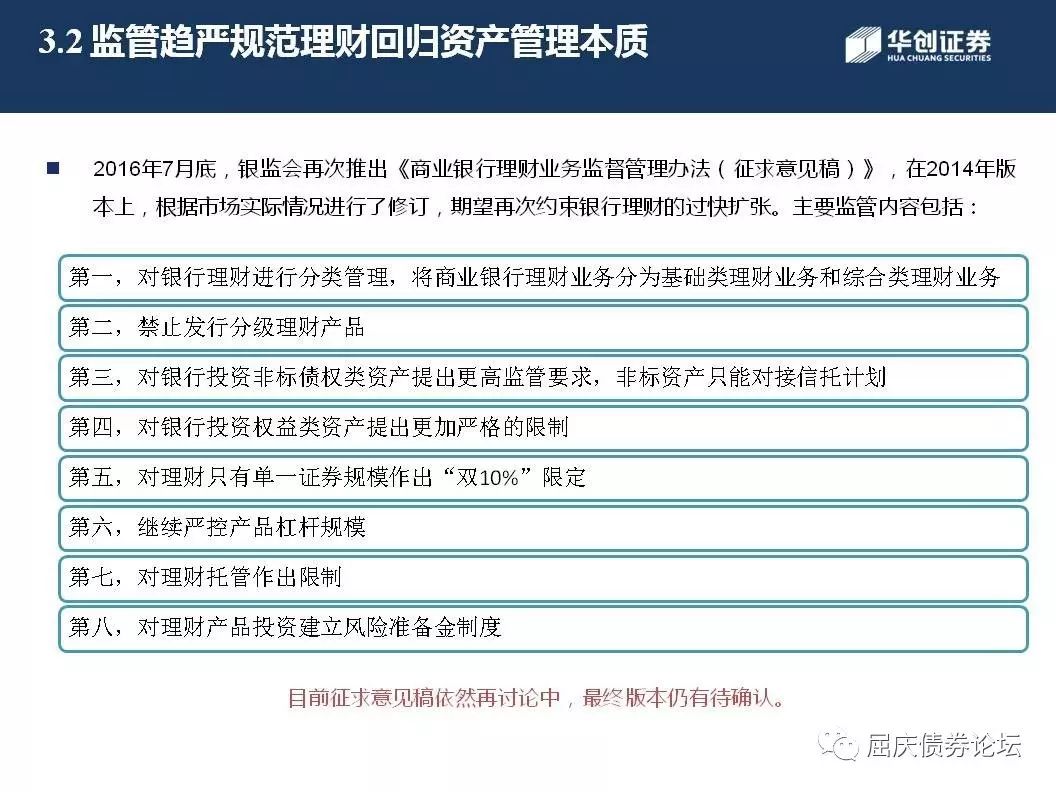 3.2 监管趋严规范理财回归资产管理本质
华创证券
HUA CHUANG SECURITIES
2016年7月底，银监会再次推出《商业银行理财业务监督管理办法（征求意见稿）》，在2014年版
本上，根据市场实际情况进行了修订，期望再次约束银行理财的过快扩张。主要监管内容包括：
第一，对银行理财进行分类管理，将商业银行理财业务分为基础类理财业务和综合类理财业务
第二，禁止发行分级理财产品
第三，对银行投资非标债权类资产提出更高监管要求，非标资产只能对接信托计划
第四，对银行投资权益类资产提出更加严格的限制
第五，对理财只有单一证券规模作出“双10%”限定
第六，继续严控产品杠杆规模
第七，对理财托管作出限制
第八，对理财产品投资建立风险准备金制度
目前征求意见稿依然再讨论中，最终版本仍有待确认。
屈庆债券论坛